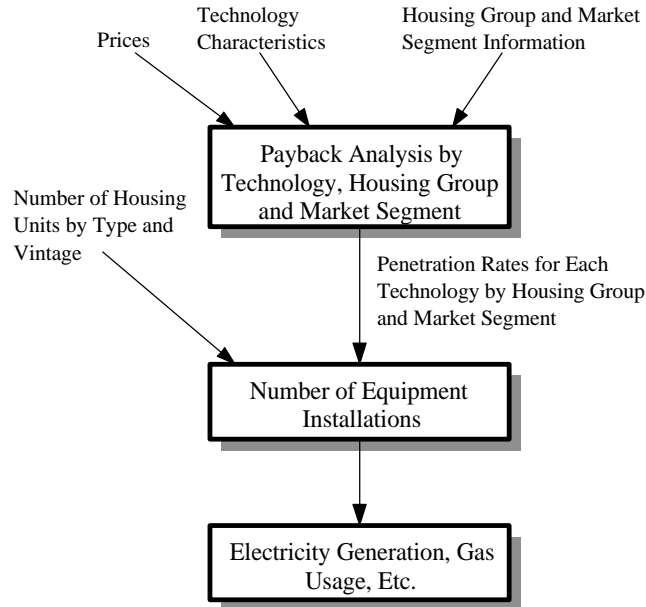 Prices
Technology
Characteristics
Housing Group and Market
Segment Information
Payback Analysis by
Technology, Housing Group
and Market Segment
Number of Housing
Units by Type and
Vintage
Penetration Rates for Each
Technology by Housing Group
and Market Segment
Number of Equipment
Installations
Electricity Generation, Gas
Usage, Etc.